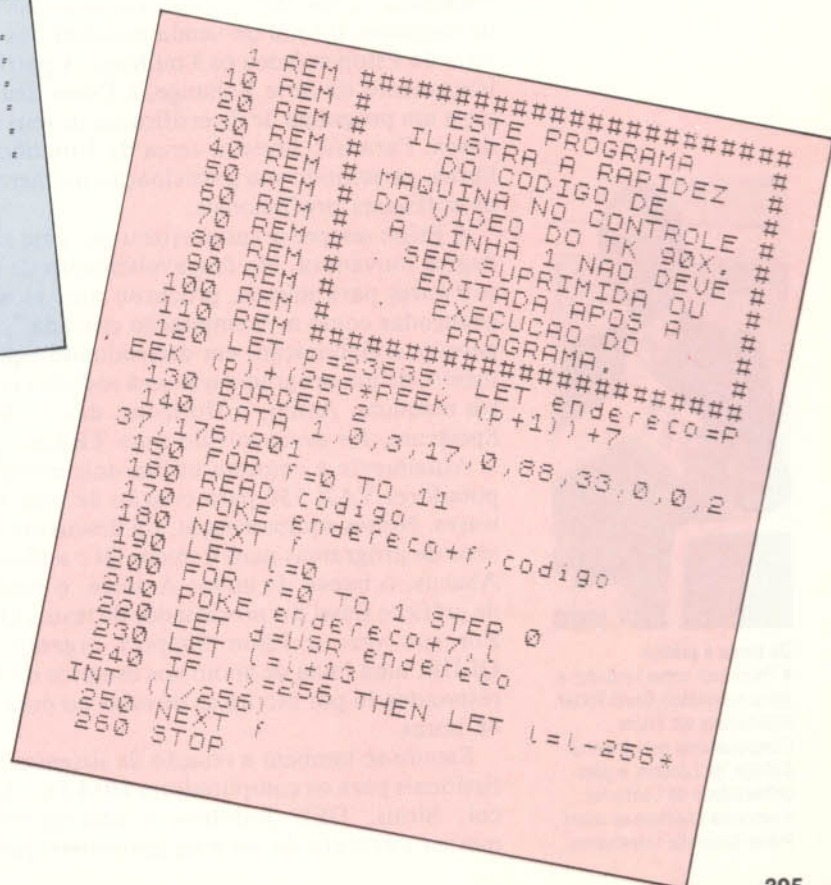 1 REM #######################
10 REM # ESTE PROGRAMA #
20 REM # ILUSTRA A RAPIDEZ #
30 REM # DO CODIGO DE #
40 REM # MAQUINA NO CONTROLE #
50 REM # DO VIDEO DO TK 90X. #
60 REM # A LINHA 1 NAO DEVE #
70 REM # SER SUPRIMIDA OU #
80 REM # EDITADA APOS A #
90 REM # EXECUCAO DO #
100 REM # PROGRAMA. #
110 REM #######################
120 LET p=23635: LET endereco=P
EEK (p)+(256*PEEK (p+1))+7
130 BORDER 2
140 DATA 1,0,3,17,0,88,33,0,0,2
37,176,201
150 FOR f=0 TO 11
160 READ codigo
170 POKE endereco+f,codigo
180 NEXT f
190 LET l=0
200 FOR f=0 TO 1 STEP 0
210 POKE endereco+7,l
220 LET d=USR endereco
230 LET l=l+13
240 IF l>=256 THEN LET l=l-256*
INT (l/256)
250 NEXT f
260 STOP